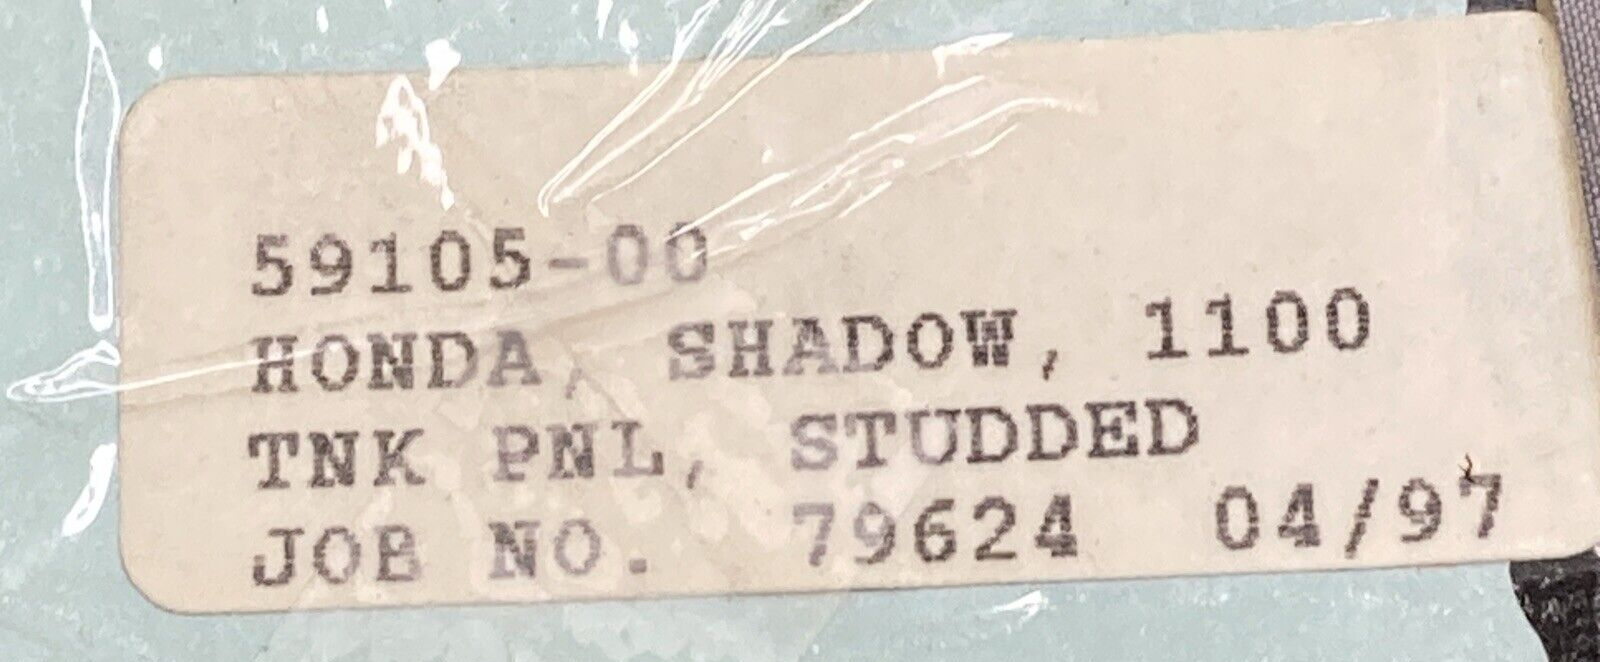 59105-00
HONDA, SHADOW, 1100
TNK PNL, STUDDED
JOB NO. 79624 04/97